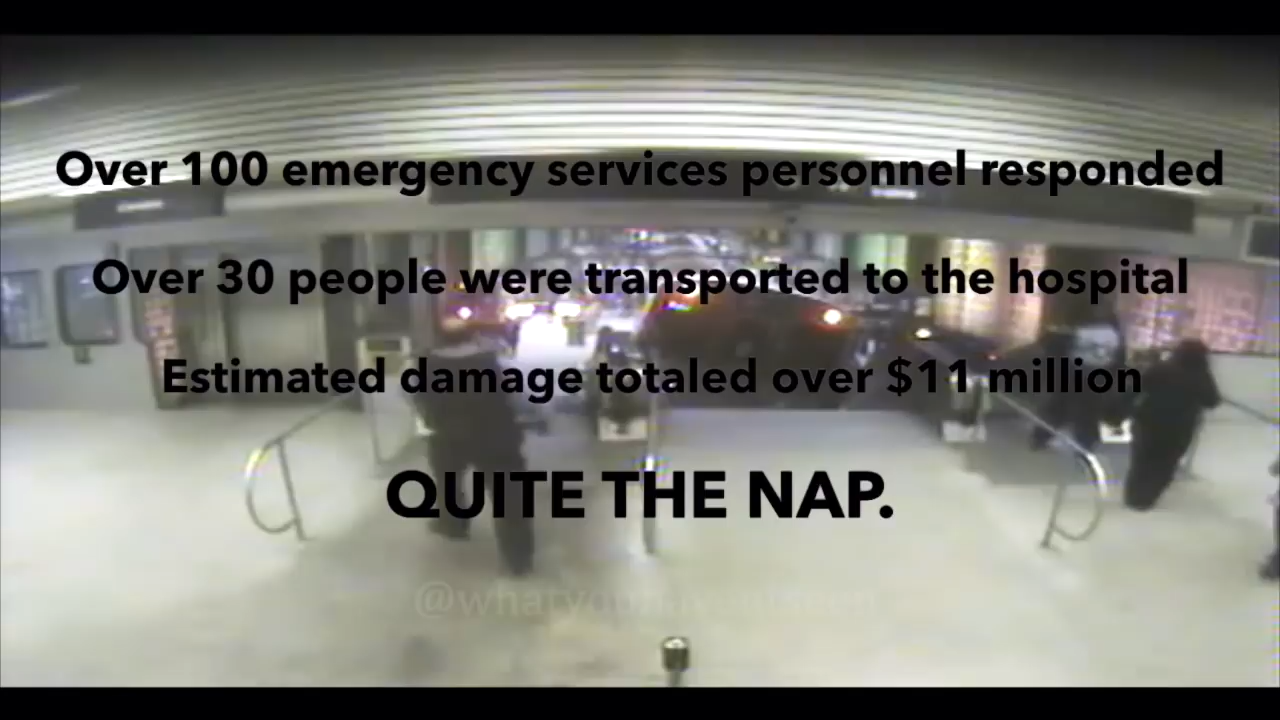 Over 100 emergency services personnel responded
Over 30 people were transported to the hospital
Estimated damage totaled over $11 million
QUITE THE NAP.